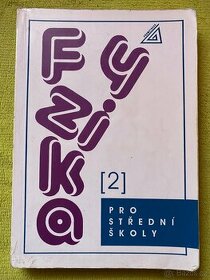 Fyzika
[2]
PRO
STŘEDNÍ
ŠKOLY